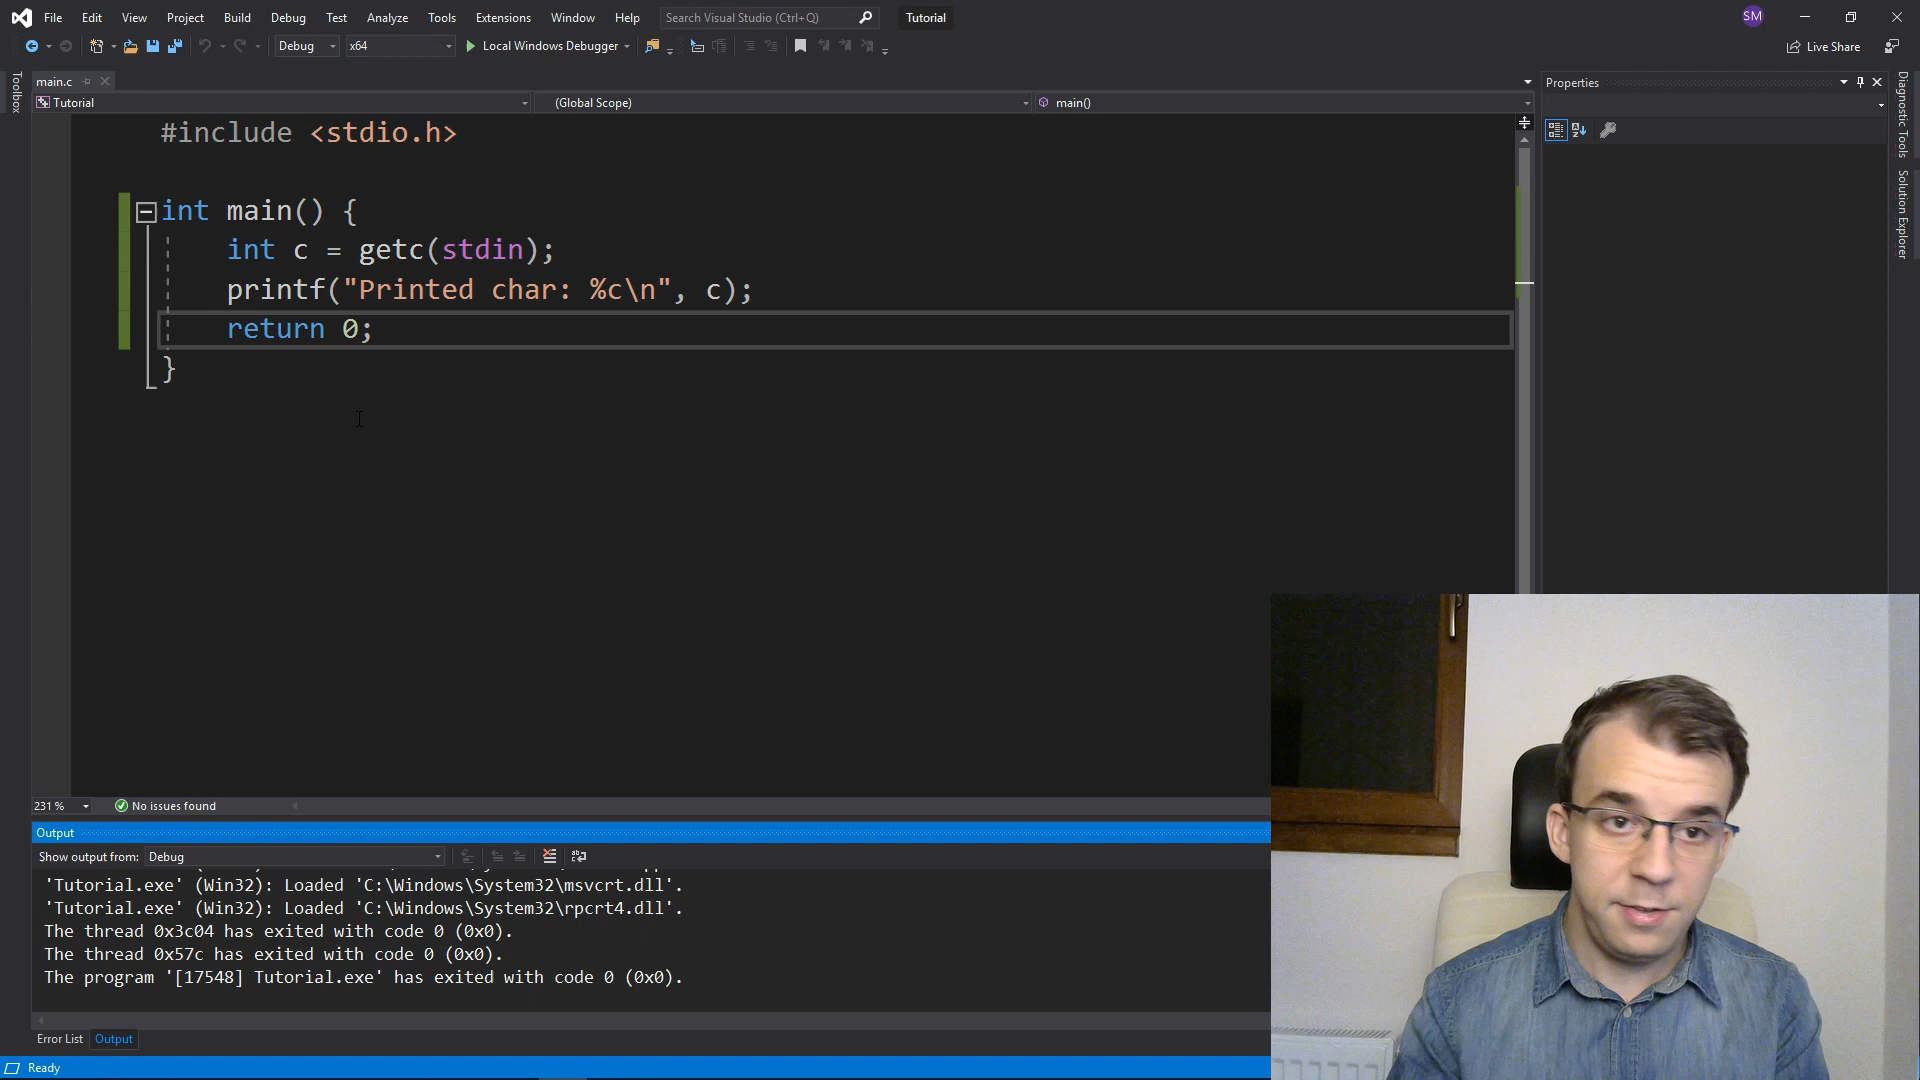 File Edit View Project Build Debug Test Analyze Tools Extensions Window Help Search Visual Studio (Ctrl+Q) Tutorial SM
Debug x64 Local Windows Debugger Live Share
Toolbox
main.c
Tutorial (Global Scope) main()
#include <stdio.h>
int main() {
int c = getc(stdin);
printf("Printed char: %c\n", c);
return 0;
}
Properties
Diagnostic Tools
Solution Explorer
231 % No issues found
Output
Show output from: Debug
'Tutorial.exe' (Win32): Loaded 'C:\Windows\System32\msvcrt.dll'.
'Tutorial.exe' (Win32): Loaded 'C:\Windows\System32\rpcrt4.dll'.
The thread 0x3c04 has exited with code 0 (0x0).
The thread 0x57c has exited with code 0 (0x0).
The program '[17548] Tutorial.exe' has exited with code 0 (0x0).
Error List Output
Ready